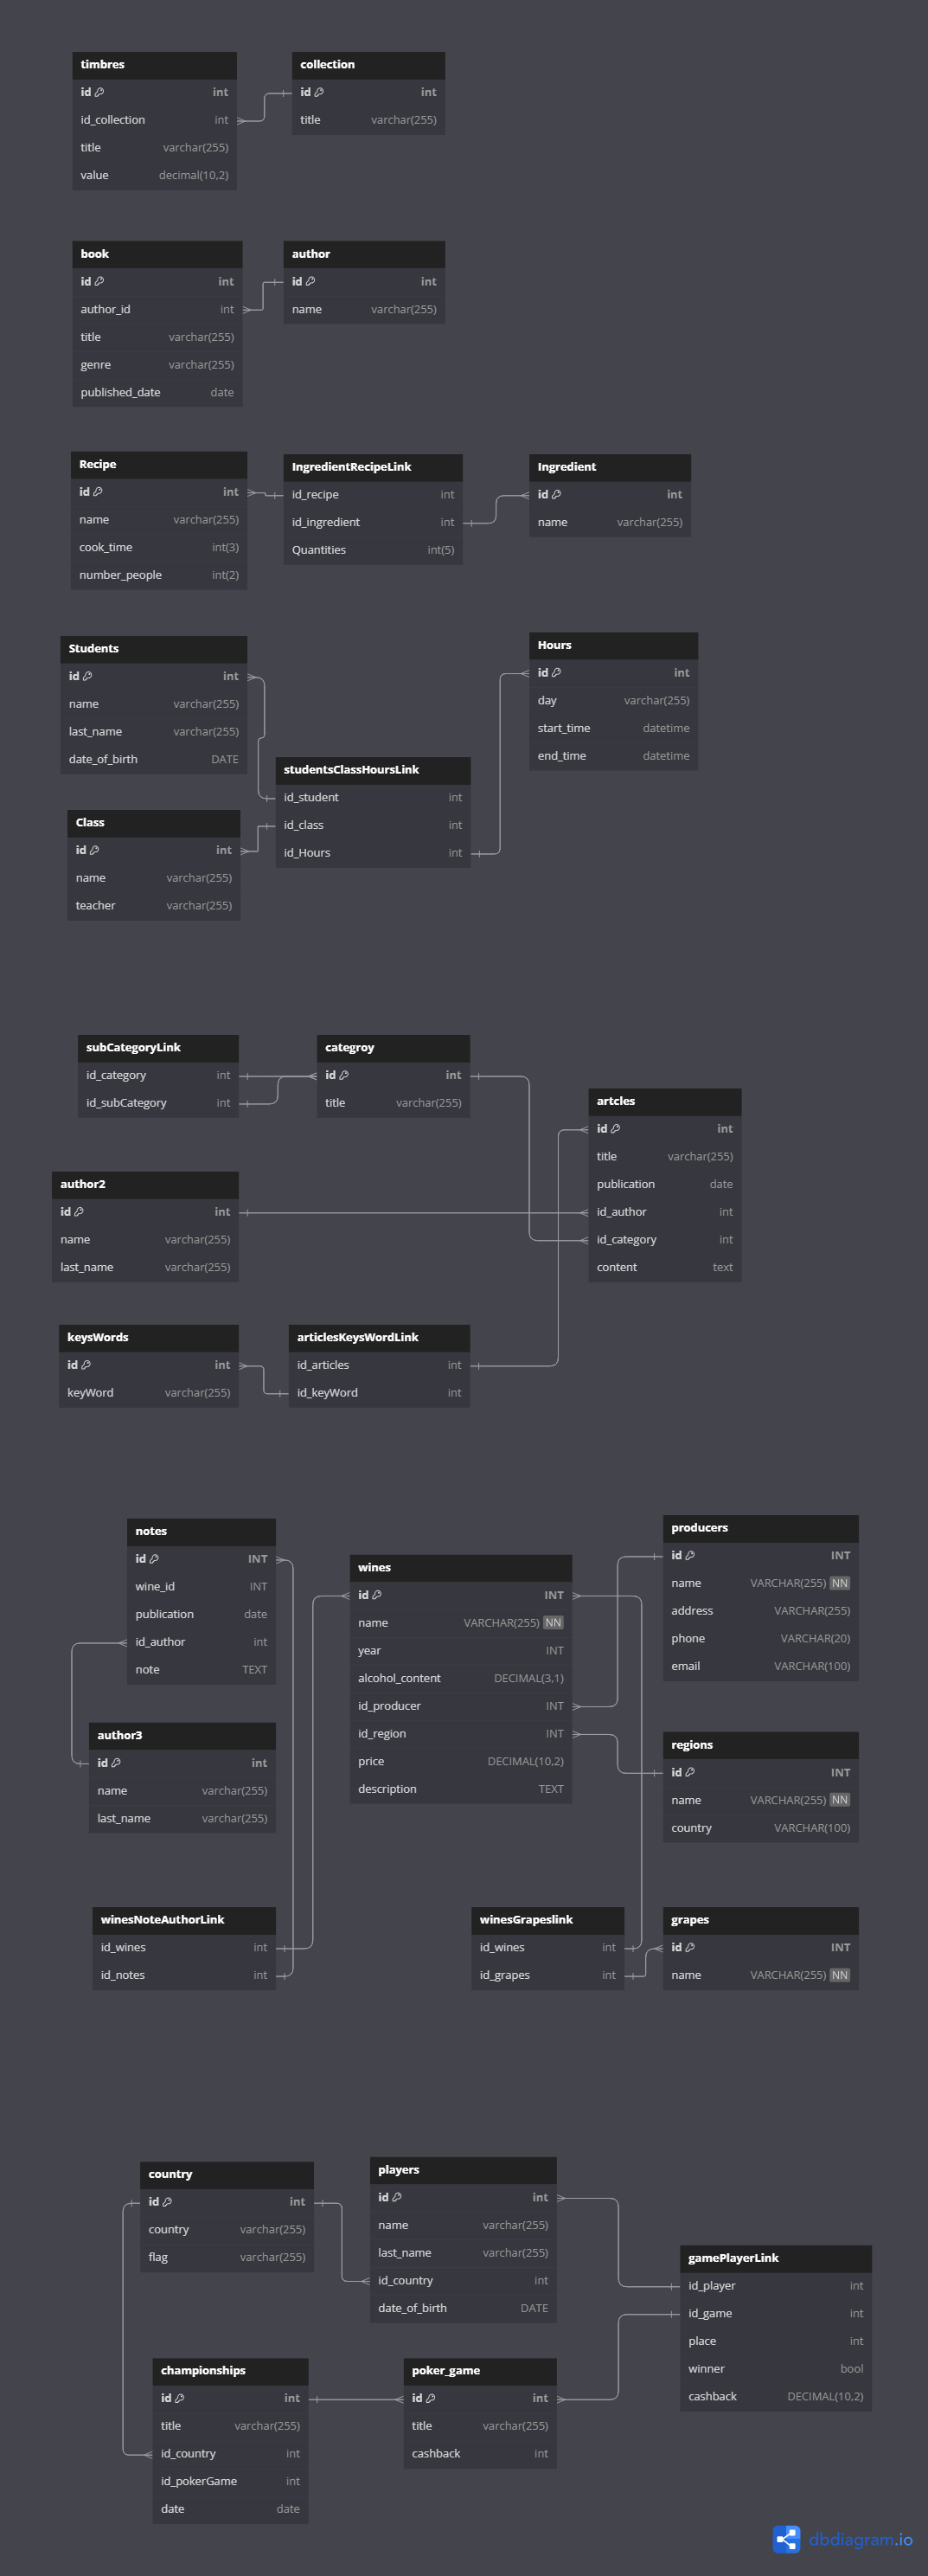 timbres
id int
id_collection int
title varchar(255)
value decimal(10,2)
collection
id int
title varchar(255)
book
id int
author_id int
title varchar(255)
genre varchar(255)
published_date date
author
id int
name varchar(255)
Recipe
id int
name varchar(255)
cook_time int(3)
number_people int(2)
IngredientRecipeLink
id_recipe int
id_ingredient int
Quantities int(5)
Ingredient
id int
name varchar(255)
Students
id int
name varchar(255)
last_name varchar(255)
date_of_birth DATE
Hours
id int
day varchar(255)
start_time datetime
end_time datetime
studentsClassHoursLink
id_student int
id_class int
id_Hours int
Class
id int
name varchar(255)
teacher varchar(255)
subCategoryLink
id_category int
id_subCategory int
categroy
id int
title varchar(255)
artcles
id int
title varchar(255)
publication date
id_author int
id_category int
content text
author2
id int
name varchar(255)
last_name varchar(255)
keysWords
id int
keyWord varchar(255)
articlesKeysWordLink
id_articles int
id_keyWord int
notes
id INT
wine_id INT
publication date
id_author int
note TEXT
wines
id INT
name VARCHAR(255) NN
year INT
alcohol_content DECIMAL(3,1)
id_producer INT
id_region INT
price DECIMAL(10,2)
description TEXT
producers
id INT
name VARCHAR(255) NN
address VARCHAR(255)
phone VARCHAR(20)
email VARCHAR(100)
author3
id int
name varchar(255)
last_name varchar(255)
regions
id INT
name VARCHAR(255) NN
country VARCHAR(100)
winesNoteAuthorLink
id_wines int
id_notes int
winesGrapeslink
id_wines int
id_grapes int
grapes
id INT
name VARCHAR(255) NN
country
id int
country varchar(255)
flag varchar(255)
players
id int
name varchar(255)
last_name varchar(255)
id_country int
date_of_birth DATE
gamePlayerLink
id_player int
id_game int
place int
winner bool
cashback DECIMAL(10,2)
championships
id int
title varchar(255)
id_country int
id_pokerGame int
date date
poker_game
id int
title varchar(255)
cashback int
dbdiagram.io